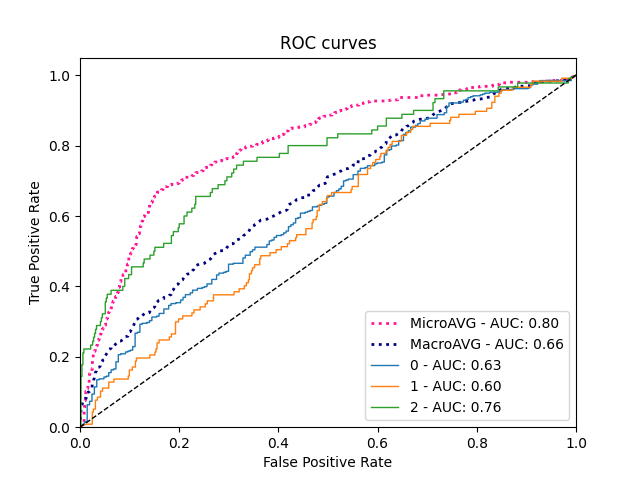 ROC curves
True Positive Rate
1.0
0.8
0.6
0.4
0.2
0.0
MicroAVG - AUC: 0.80
MacroAVG - AUC: 0.66
0 - AUC: 0.63
1 - AUC: 0.60
2 - AUC: 0.76
0.0 0.2 0.4 0.6 0.8 1.0
False Positive Rate